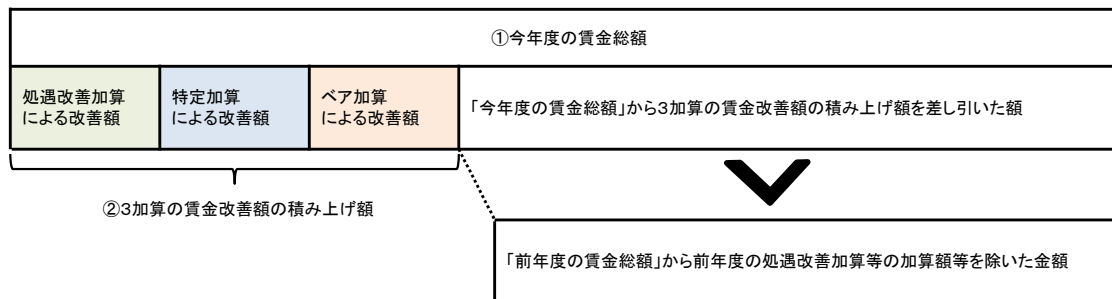 ①今年度の賃金総額
処遇改善加算
による改善額
特定加算
による改善額
ベア加算
による改善額
「今年度の賃金総額」から3加算の賃金改善額の積み上げ額を差し引いた額
②3加算の賃金改善額の積み上げ額
「前年度の賃金総額」から前年度の処遇改善加算等の加算額等を除いた金額